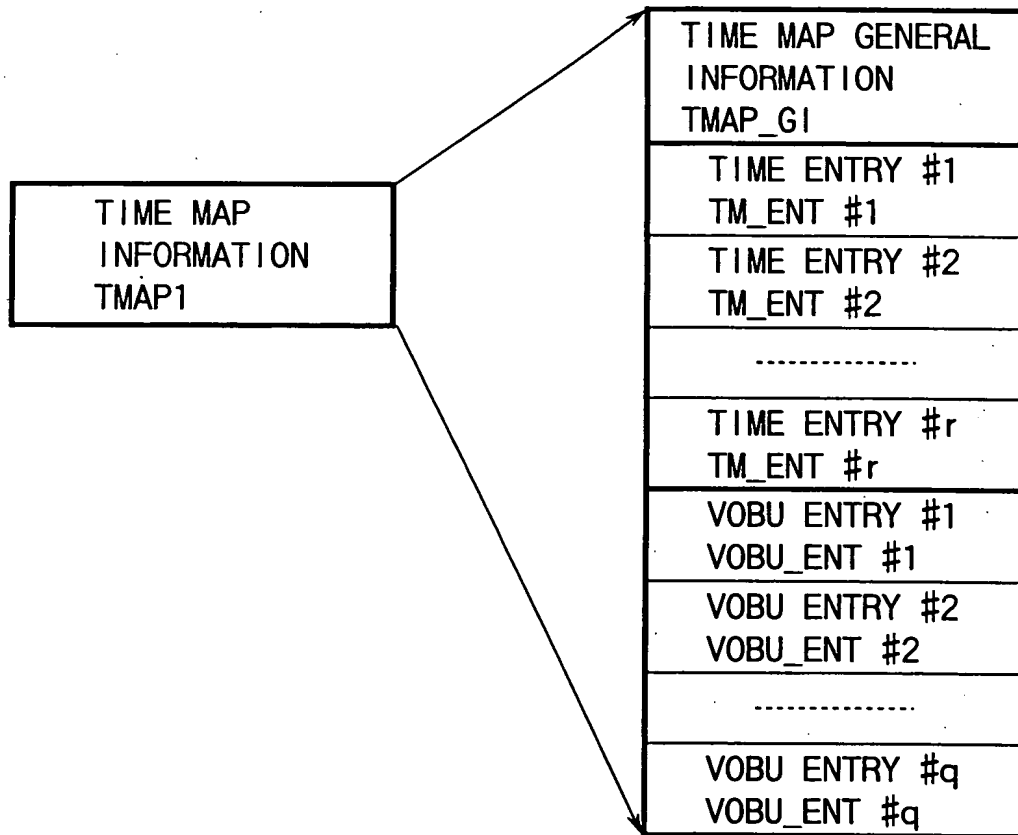 TIME MAP
INFORMATION
TMAP1
TIME MAP GENERAL
INFORMATION
TMAP_GI
TIME ENTRY #1
TM_ENT #1
TIME ENTRY #2
TM_ENT #2
TIME ENTRY #r
TM_ENT #r
VOBU ENTRY #1
VOBU_ENT #1
VOBU ENTRY #2
VOBU_ENT #2
VOBU ENTRY #q
VOBU_ENT #q